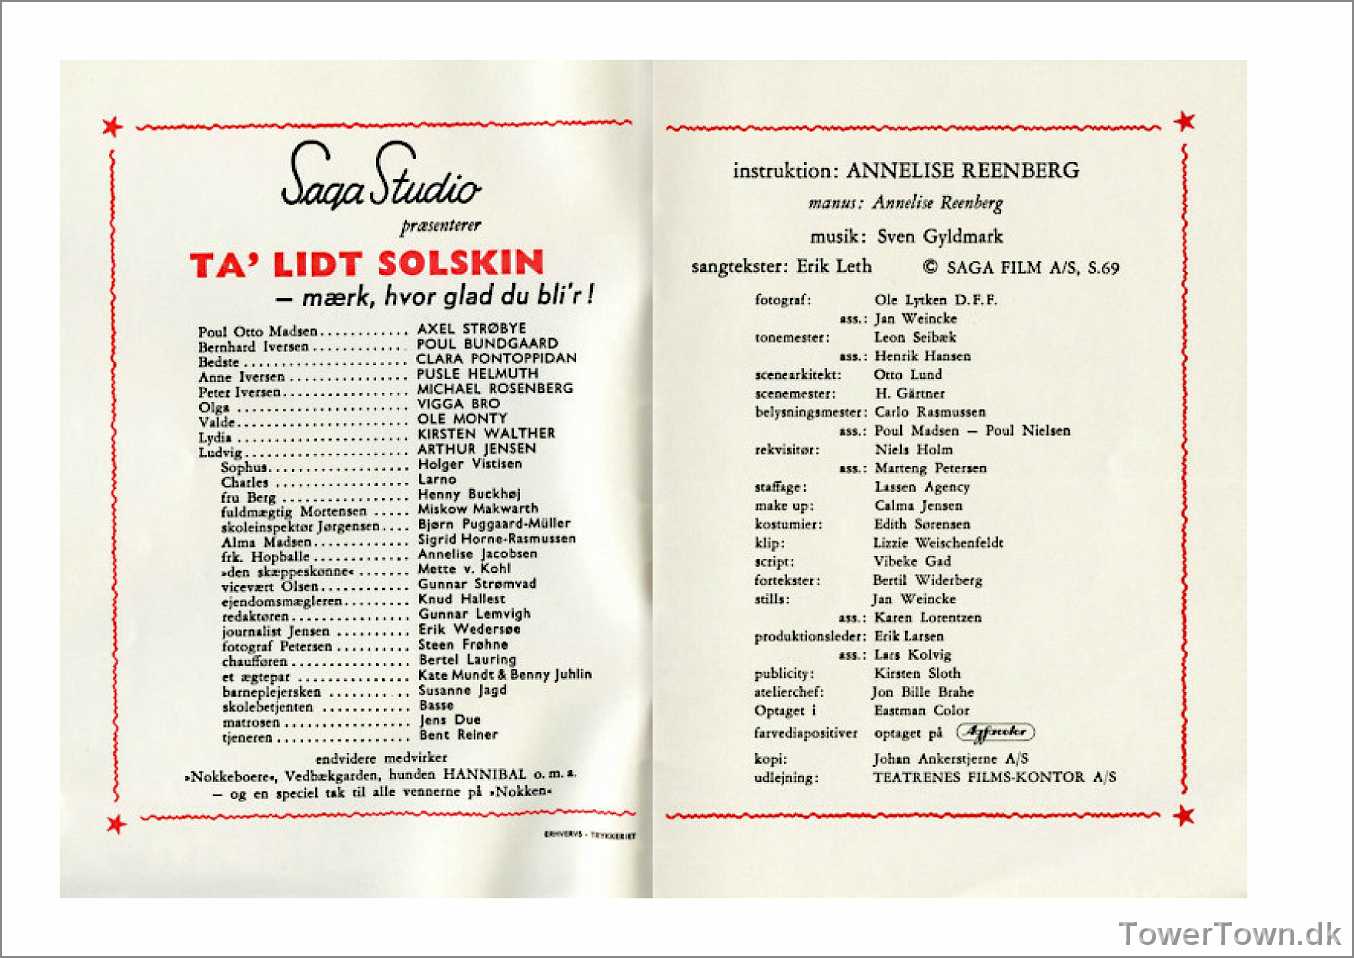 Saga Studio
præsenterer
TA' LIDT SOLSKIN
— mærk, hvor glad du bli'r!
Poul Otto Madsen............ AXEL STRØBYE
Bernhard Iversen............ POUL BUNDGAARD
Bedste...................... CLARA PONTOPPIDAN
Anne Iversen................ PUSLE HELMUTH
Peter Iversen................ MICHAEL ROSENBERG
Olga........................ VIGGA BRO
Valde....................... OLE MONTY
Lydia....................... KIRSTEN WALTHER
Ludvig...................... ARTHUR JENSEN
Sophus................... Holger Vistisen
Charles.................. Larno
fru Berg................. Henny Buckhøj
fuldmægtig Mortensen..... Miskow Makwarth
skoleinspektør Jørgensen.... Bjørn Puggaard-Müller
Alma Madsen............. Sigrid Horne-Rasmussen
frk. Hopballe............. Annelise Jacobsen
»den skæppeskønne«....... Mette v. Kohl
vicevært Olsen............ Gunnar Strømvad
ejendomsmægleren......... Knud Hallest
redaktøren................ Gunnar Lemvigh
journalist Jensen.......... Erik Wedersøe
fotograf Petersen.......... Steen Frøhne
chaufføren................ Bertel Lauring
et ægtepar............... Kate Mundt & Benny Juhlin
barneplejersken........... Susanne Jagd
skolebetjenten............ Basse
matrosen................. Jens Due
tjeneren.................. Bent Reiner
endvidere medvirker
»Nokkeboere«, Vedbækgarden, hunden HANNIBAL o. m. a.
— og en speciel tak til alle vennerne på »Nokken«
ERHVERVS-TRYKKERIET
instruktion: ANNELISE REENBERG
manus: Annelise Reenberg
musik: Sven Gyldmark
sangtekster: Erik Leth © SAGA FILM A/S, S.69
fotograf: Ole Lytken D.F.F.
ass.: Jan Weincke
tonemester: Leon Seibæk
ass.: Henrik Hansen
scenearkitekt: Otto Lund
scenemester: H. Gärtner
belysningsmester: Carlo Rasmussen
ass.: Poul Madsen — Poul Nielsen
rekvisitør: Niels Holm
ass.: Marteng Petersen
staffage: Lassen Agency
make up: Calma Jensen
kostumier: Edith Sørensen
klip: Lizzie Weischenfeldt
script: Vibeke Gad
fortekster: Bertil Widerberg
stills: Jan Weincke
ass.: Karen Lorentzen
produktionsleder: Erik Larsen
ass.: Lars Kolvig
publicity: Kirsten Sloth
atelierchef: Jon Bille Brahe
Optaget i Eastman Color
farvediapositiver optaget på Agfacolor
kopi: Johan Ankerstjerne A/S
udlejning: TEATRENES FILMS-KONTOR A/S
TowerTown.dk